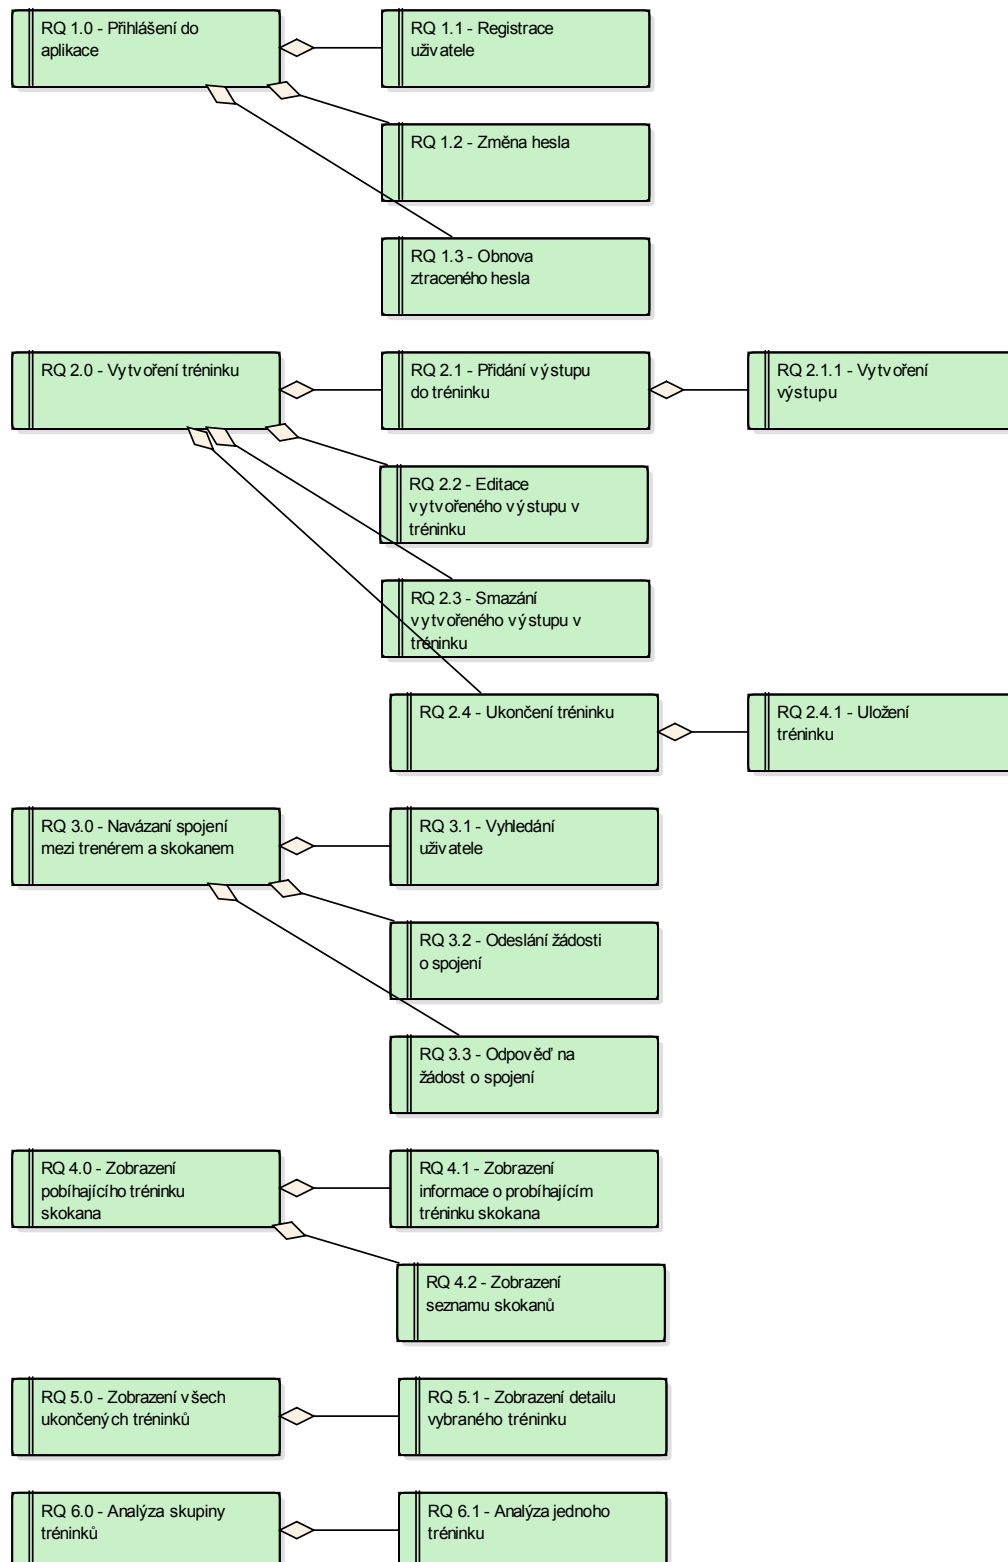 RQ 1.0 - Přihlášení do
aplikace
RQ 1.1 - Registrace
uživatele
RQ 1.2 - Změna hesla
RQ 1.3 - Obnova
ztraceného hesla
RQ 2.0 - Vytvoření tréninku
RQ 2.1 - Přidání výstupu
do tréninku
RQ 2.1.1 - Vytvoření
výstupu
RQ 2.2 - Editace
vytvořeného výstupu v
tréninku
RQ 2.3 - Smazání
vytvořeného výstupu v
tréninku
RQ 2.4 - Ukončení tréninku
RQ 2.4.1 - Uložení
tréninku
RQ 3.0 - Navázaní spojení
mezi trenérem a skokanem
RQ 3.1 - Vyhledání
uživatele
RQ 3.2 - Odeslání žádosti
o spojení
RQ 3.3 - Odpověď na
žádost o spojení
RQ 4.0 - Zobrazení
pobíhajícího tréninku
skokana
RQ 4.1 - Zobrazení
informace o probíhajícím
tréninku skokana
RQ 4.2 - Zobrazení
seznamu skokanů
RQ 5.0 - Zobrazení všech
ukončených tréninků
RQ 5.1 - Zobrazení detailu
vybraného tréninku
RQ 6.0 - Analýza skupiny
tréninků
RQ 6.1 - Analýza jednoho
tréninku